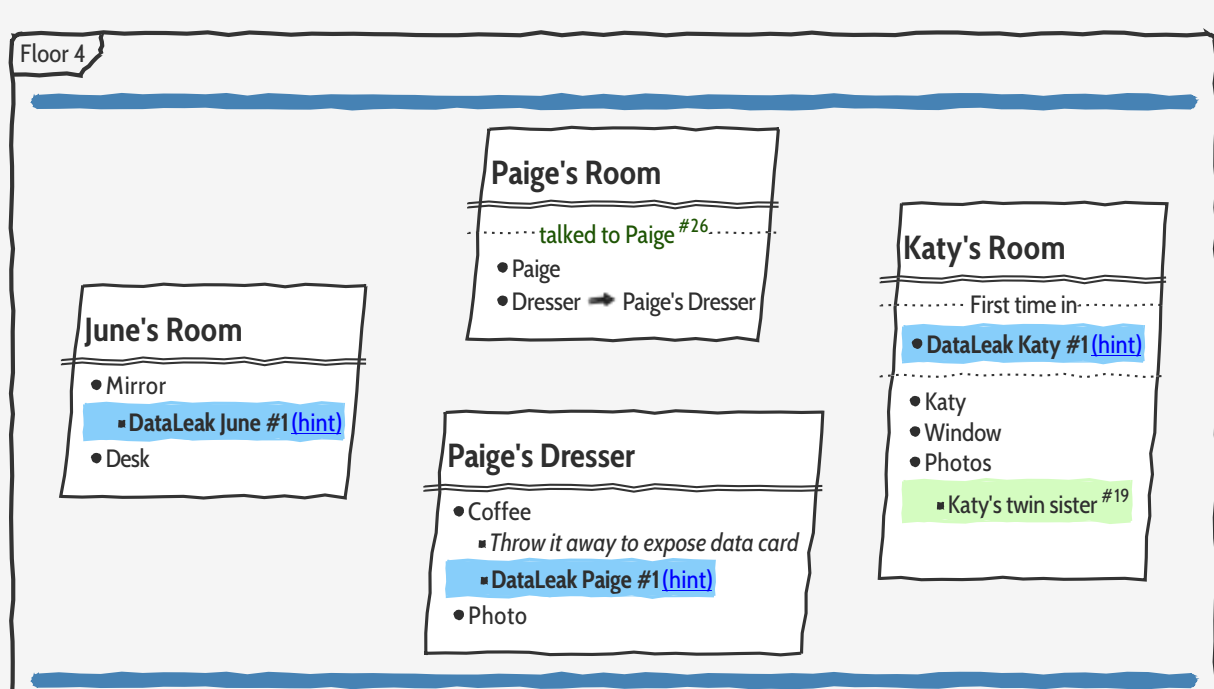 Floor 4
Paige's Room
talked to Paige #26
Paige
Dresser ➡ Paige's Dresser
Katy's Room
First time in
DataLeak Katy #1(hint)
Katy
Window
Photos
Katy's twin sister #19
June's Room
Mirror
DataLeak June #1(hint)
Desk
Paige's Dresser
Coffee
Throw it away to expose data card
DataLeak Paige #1(hint)
Photo